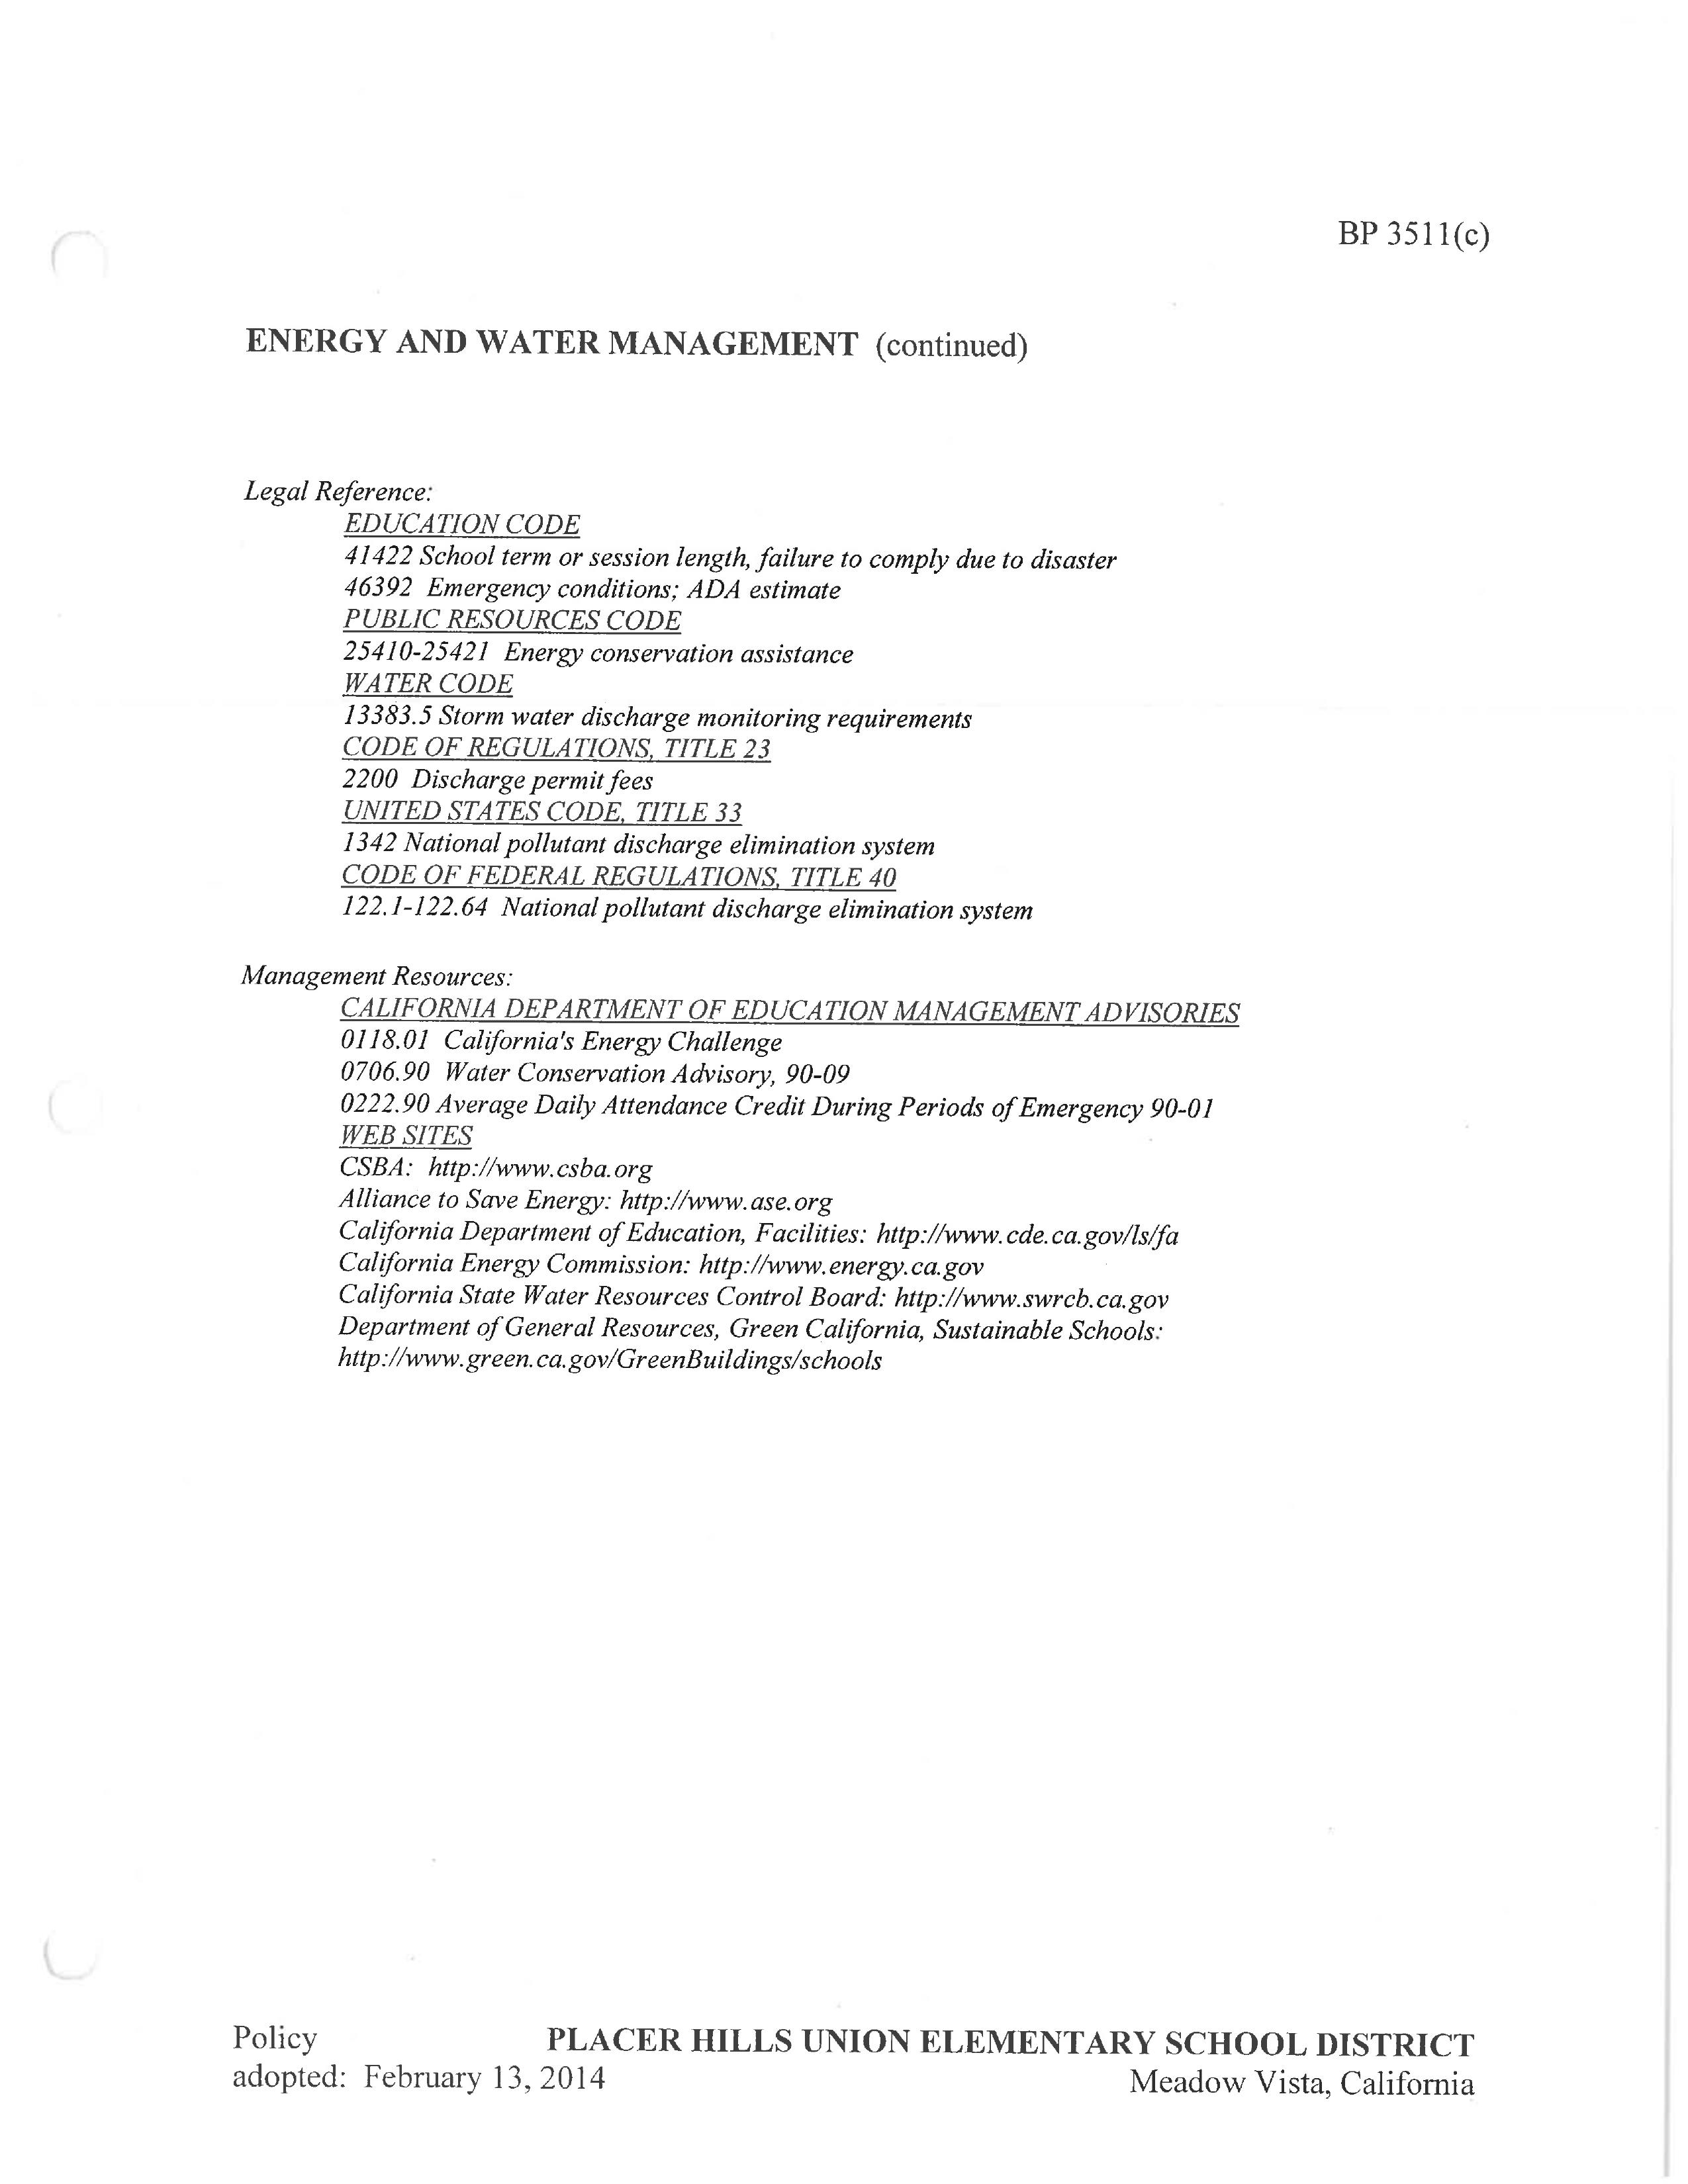 BP 3511(c)
ENERGY AND WATER MANAGEMENT (continued)
Legal Reference:
EDUCATION CODE
41422 School term or session length, failure to comply due to disaster
46392 Emergency conditions; ADA estimate
PUBLIC RESOURCES CODE
25410-25421 Energy conservation assistance
WATER CODE
13383.5 Storm water discharge monitoring requirements
CODE OF REGULATIONS, TITLE 23
2200 Discharge permit fees
UNITED STATES CODE, TITLE 33
1342 National pollutant discharge elimination system
CODE OF FEDERAL REGULATIONS, TITLE 40
122.1-122.64 National pollutant discharge elimination system
Management Resources:
CALIFORNIA DEPARTMENT OF EDUCATION MANAGEMENT ADVISORIES
0118.01 California's Energy Challenge
0706.90 Water Conservation Advisory, 90-09
0222.90 Average Daily Attendance Credit During Periods of Emergency 90-01
WEB SITES
CSBA: http://www.csba.org
Alliance to Save Energy: http://www.ase.org
California Department of Education, Facilities: http://www.cde.ca.gov/ls/fa
California Energy Commission: http://www.energy.ca.gov
California State Water Resources Control Board: http://www.swrcb.ca.gov
Department of General Resources, Green California, Sustainable Schools:
http://www.green.ca.gov/GreenBuildings/schools
Policy PLACER HILLS UNION ELEMENTARY SCHOOL DISTRICT
adopted: February 13, 2014 Meadow Vista, California